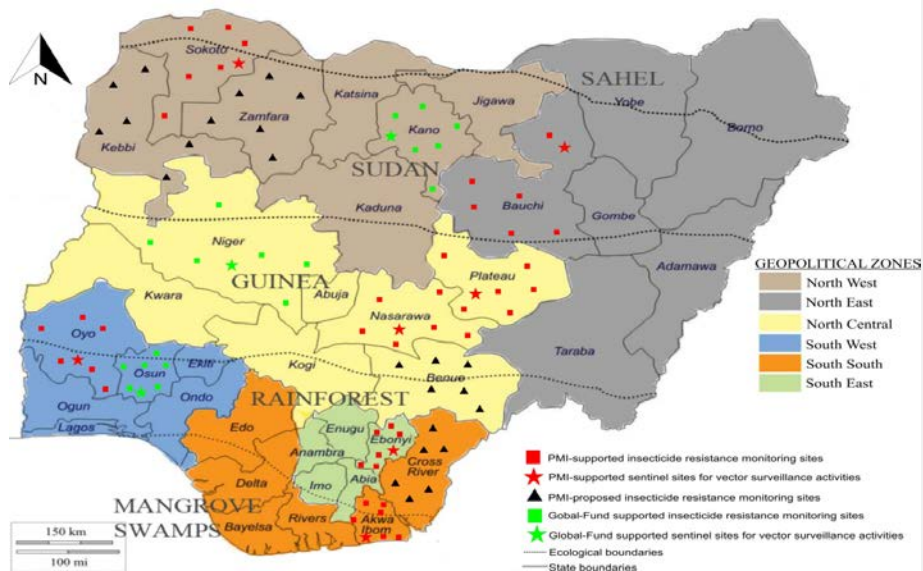 Sokoto
SAHEL
Katsina
Jigawa
Yobe
Borno
Zamfara
Kano
Kebbi
SUDAN
Bauchi
Gombe
Kaduna
Niger
Adamawa
GUINEA
Plateau
Abuja
Kwara
Nasarawa
Taraba
Oyo
Kogi
Benue
Osun
Ekiti
RAINFOREST
Ogun
Ondo
Lagos
Edo
Enugu
Ebonyi
Anambra
Cross
River
Delta
Imo
Abia
MANGROVE
SWAMPS
Bayelsa
Rivers
Akwa
Ibom
N
GEOPOLITICAL ZONES
North West
North East
North Central
South West
South South
South East
PMI-supported insecticide resistance monitoring sites
PMI-supported sentinel sites for vector surveillance activities
PMI-proposed insecticide resistance monitoring sites
Gobal-Fund supported insecticide resistance monitoring sites
Global-Fund supported sentinel sites for vector surveillance activities
Ecological boundaries
State boundaries
150 km
100 mi